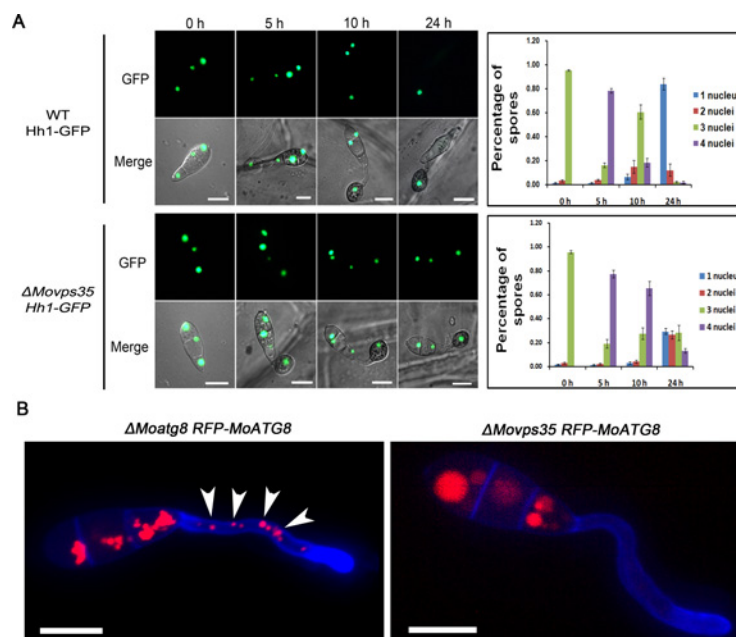 A
0 h
5 h
10 h
24 h
GFP
WT
Hh1-GFP
Merge
Percentage of
spores
1.20
1.00
0.80
0.60
0.40
0.20
0.00
0 h
5 h
10 h
24 h
1 nucleu
2 nuclei
3 nuclei
4 nuclei
GFP
ΔMovps35
Hh1-GFP
Merge
Percentage of
spores
1.20
1.00
0.80
0.60
0.40
0.20
0.00
0 h
5 h
10 h
24 h
1 nucleu
2 nuclei
3 nuclei
4 nuclei
B
ΔMoatg8 RFP-MoATG8
ΔMovps35 RFP-MoATG8